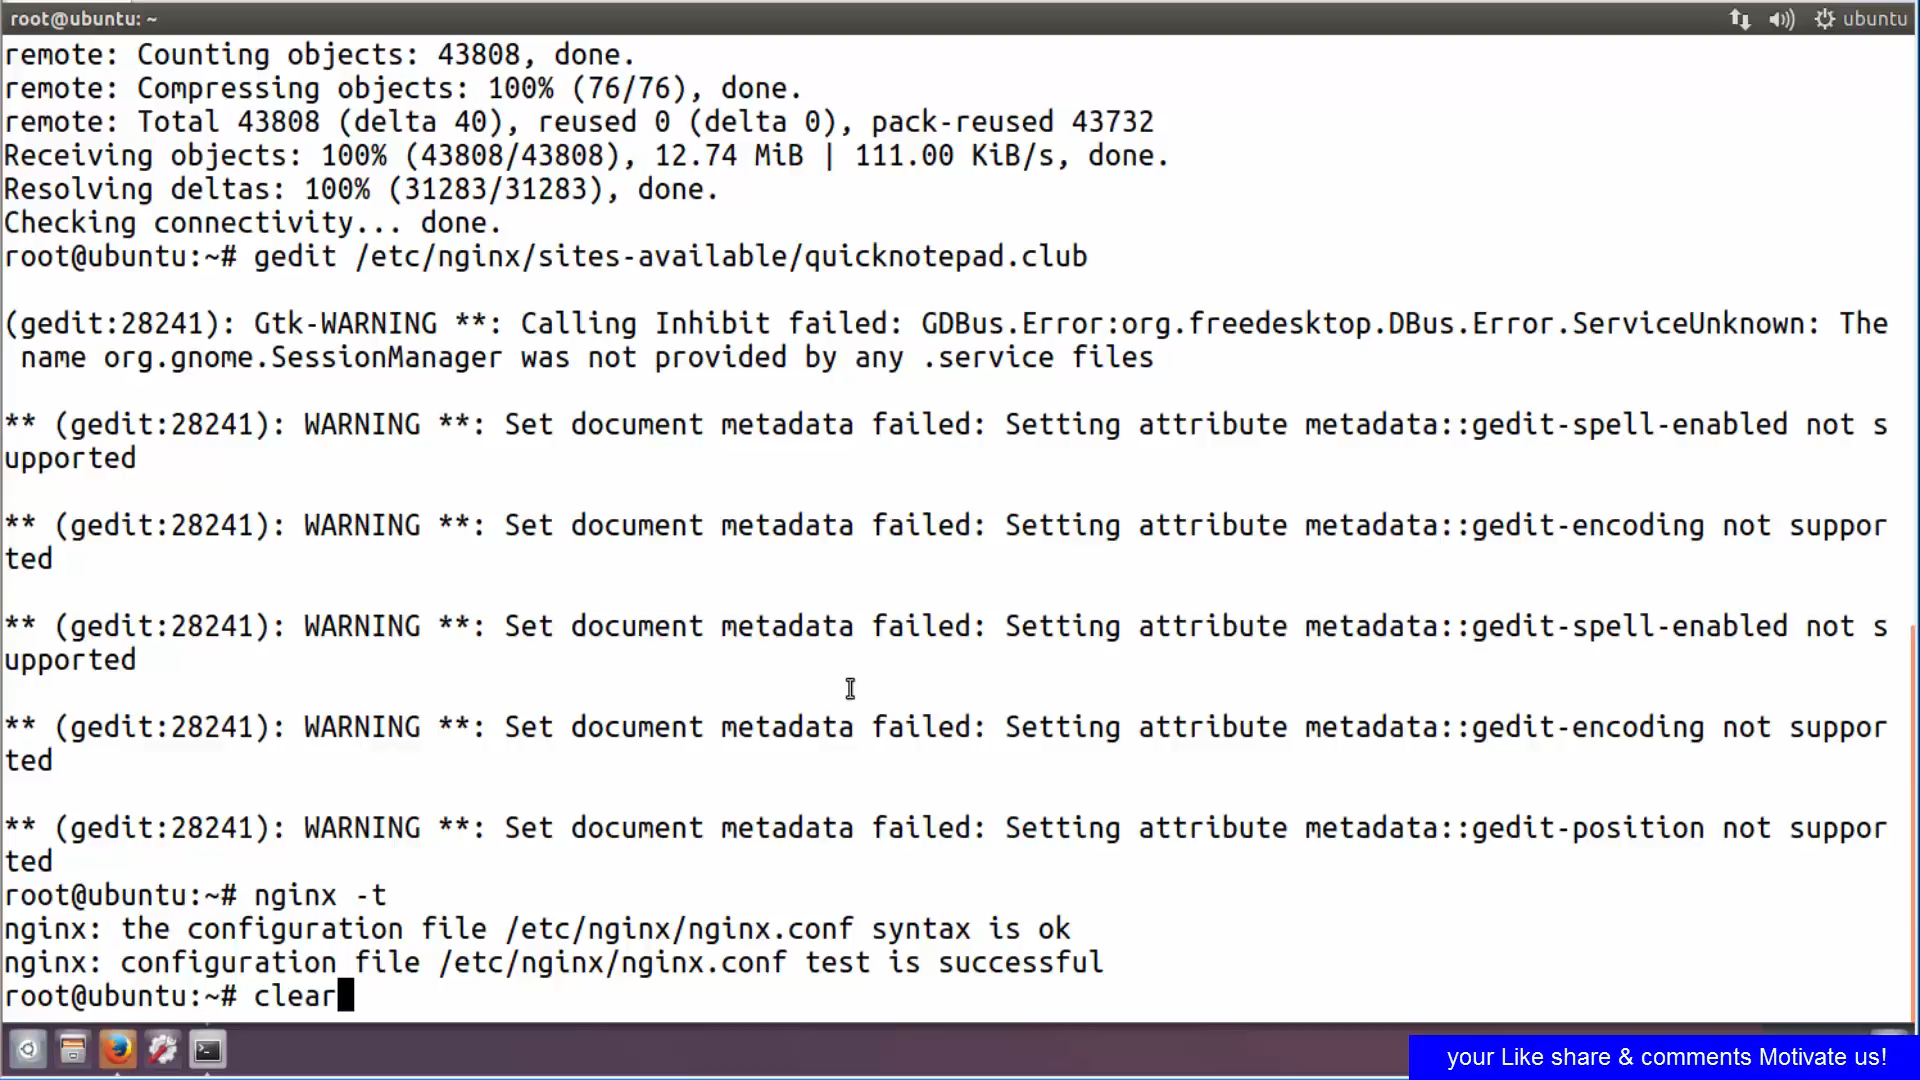 root@ubuntu: ~
ubuntu
remote: Counting objects: 43808, done.
remote: Compressing objects: 100% (76/76), done.
remote: Total 43808 (delta 40), reused 0 (delta 0), pack-reused 43732
Receiving objects: 100% (43808/43808), 12.74 MiB | 111.00 KiB/s, done.
Resolving deltas: 100% (31283/31283), done.
Checking connectivity... done.
root@ubuntu:~# gedit /etc/nginx/sites-available/quicknotepad.club
(gedit:28241): Gtk-WARNING **: Calling Inhibit failed: GDBus.Error:org.freedesktop.DBus.Error.ServiceUnknown: The
name org.gnome.SessionManager was not provided by any .service files
** (gedit:28241): WARNING **: Set document metadata failed: Setting attribute metadata::gedit-spell-enabled not s
upported
** (gedit:28241): WARNING **: Set document metadata failed: Setting attribute metadata::gedit-encoding not suppor
ted
** (gedit:28241): WARNING **: Set document metadata failed: Setting attribute metadata::gedit-spell-enabled not s
upported
** (gedit:28241): WARNING **: Set document metadata failed: Setting attribute metadata::gedit-encoding not suppor
ted
** (gedit:28241): WARNING **: Set document metadata failed: Setting attribute metadata::gedit-position not suppor
ted
root@ubuntu:~# nginx -t
nginx: the configuration file /etc/nginx/nginx.conf syntax is ok
nginx: configuration file /etc/nginx/nginx.conf test is successful
root@ubuntu:~# clear
your Like share & comments Motivate us!